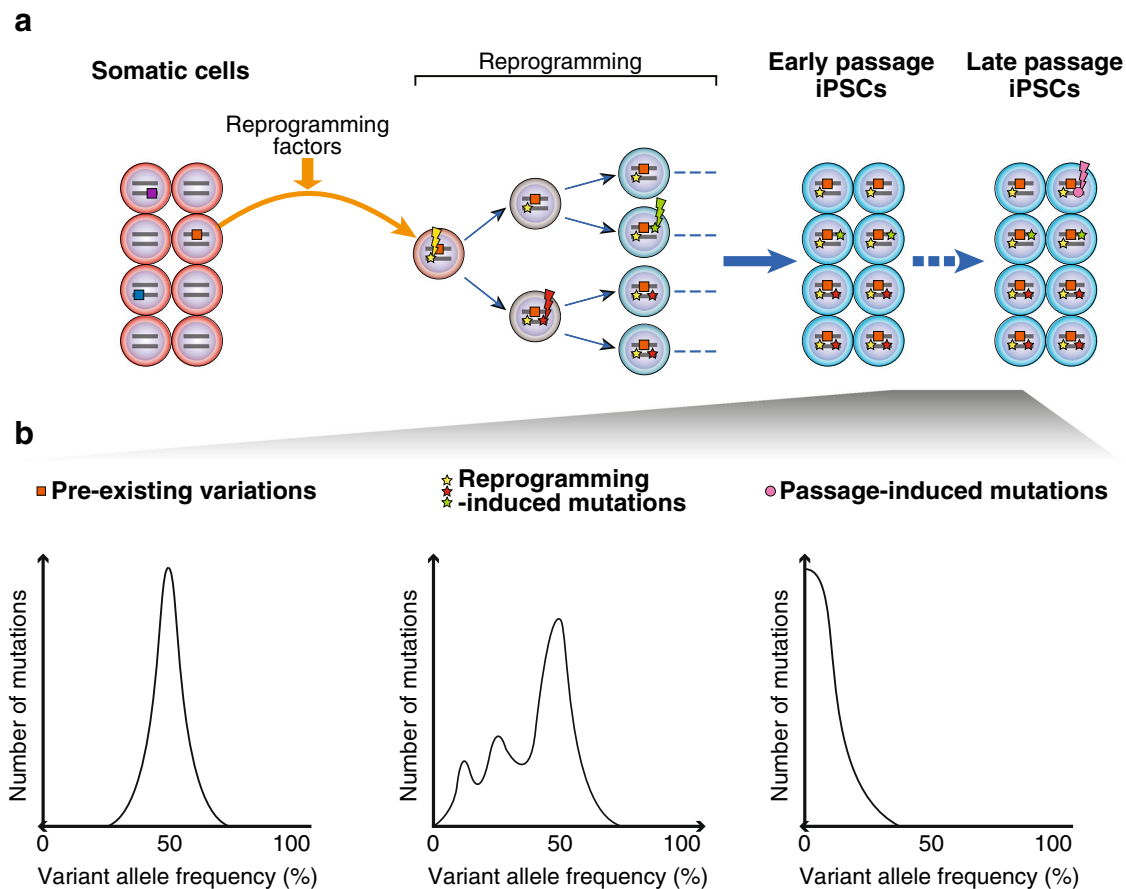 a
Somatic cells
Reprogramming
factors
Reprogramming
Early passage
iPSCs
Late passage
iPSCs
b
Pre-existing variations
Reprogramming
-induced mutations
Passage-induced mutations
Number of mutations
0
50
100
Variant allele frequency (%)
Number of mutations
0
50
100
Variant allele frequency (%)
Number of mutations
0
50
100
Variant allele frequency (%)